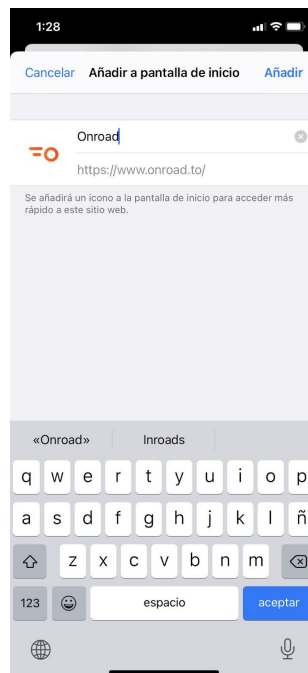 1:28
Cancelar Añadir a pantalla de inicio Añadir
Onroad
https://www.onroad.to/
Se añadirá un icono a la pantalla de inicio para acceder más
rápido a este sitio web.
«Onroad» Inroads
q w e r t y u i o p
a s d f g h j k l ñ
z x c v b n m
123 espacio aceptar